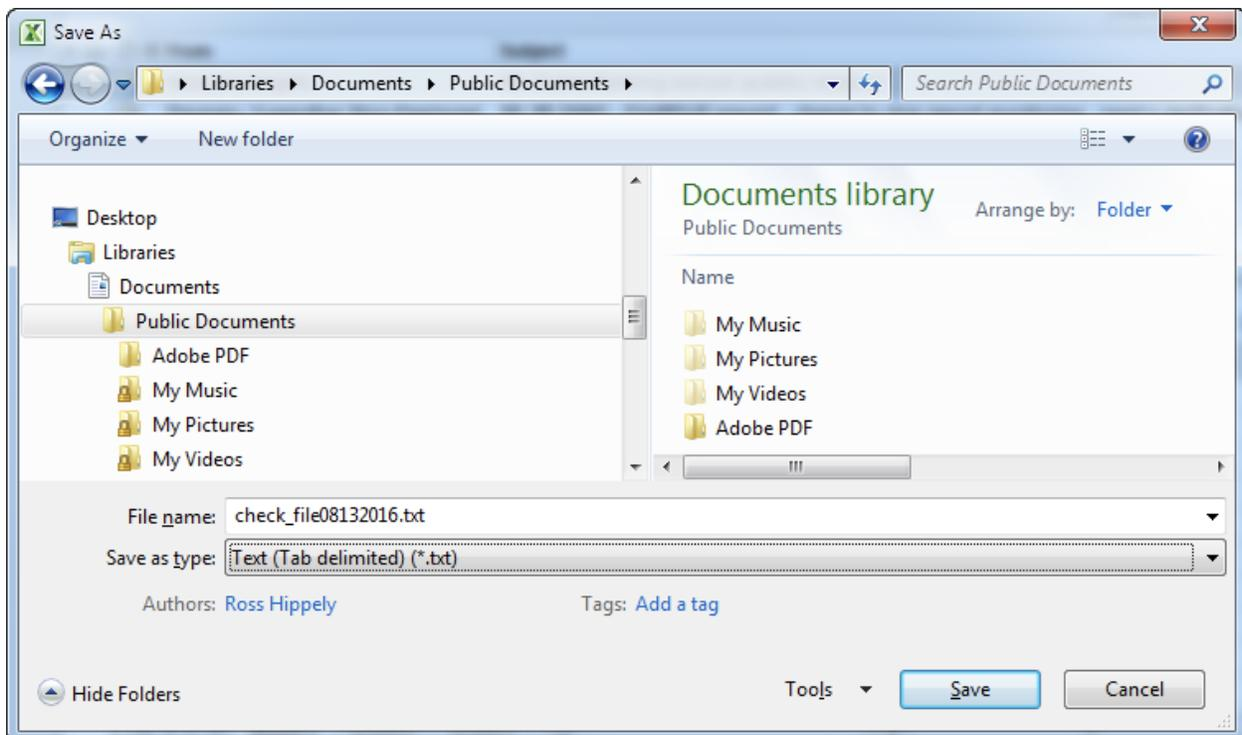 Save As
Libraries Documents Public Documents
Search Public Documents
Organize New folder
Desktop
Libraries
Documents
Public Documents
Adobe PDF
My Music
My Pictures
My Videos
Documents library
Public Documents
Arrange by: Folder
Name
My Music
My Pictures
My Videos
Adobe PDF
File name: check_file08132016.txt
Save as type: Text (Tab delimited) (*.txt)
Authors: Ross Hippely Tags: Add a tag
Hide Folders
Tools Save Cancel